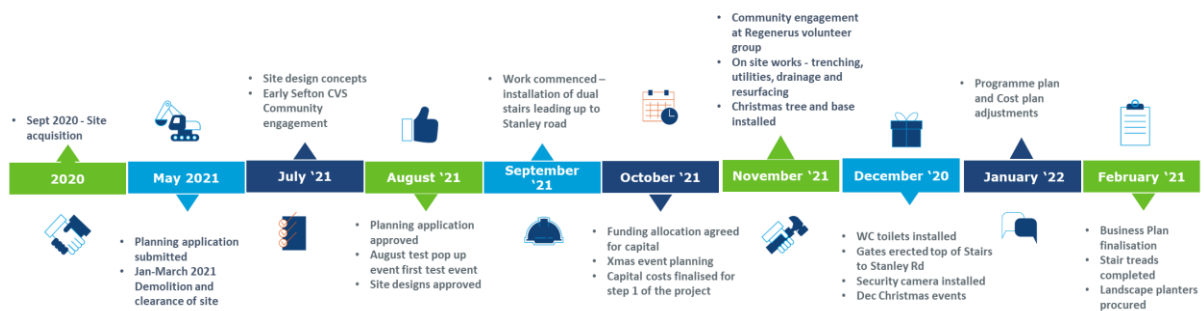 • Sept 2020 - Site
acquisition
2020
May 2021
• Planning application
submitted
• Jan-March 2021
Demolition and
clearance of site
• Site design concepts
• Early Sefton CVS
Community
engagement
July ‘21
August ‘21
• Planning application
approved
• August test pop up
event first test event
• Site designs approved
• Work commenced –
installation of dual
stairs leading up to
Stanley road
September
‘21
October ‘21
• Funding allocation agreed
for capital
• Xmas event planning
• Capital costs finalised for
step 1 of the project
• Community engagement
at Regenerus volunteer
group
• On site works - trenching,
utilities, drainage and
resurfacing
• Christmas tree and base
installed
November ‘21
December ‘20
• WC toilets installed
• Gates erected top of Stairs
to Stanley Rd
• Security camera installed
• Dec Christmas events
• Programme plan
and Cost plan
adjustments
January ‘22
February ‘21
• Business Plan
finalisation
• Stair treads
completed
• Landscape planters
procured